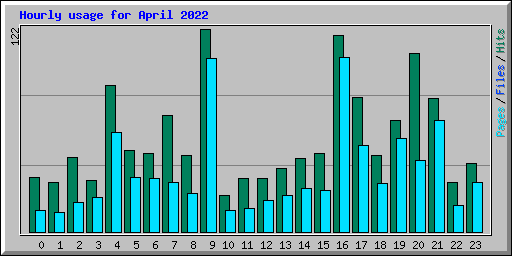 Hourly usage for April 2022
122
Pages / Files / Hits
0 1 2 3 4 5 6 7 8 9 10 11 12 13 14 15 16 17 18 19 20 21 22 23